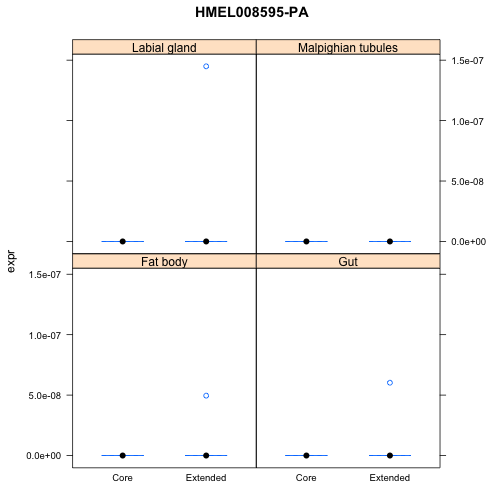 HMEL008595-PA
Labial gland
Malpighian tubules
1.5e-07
1.0e-07
5.0e-08
0.0e+00
expr
Fat body
Gut
1.5e-07
1.0e-07
5.0e-08
0.0e+00
Core
Extended
Core
Extended